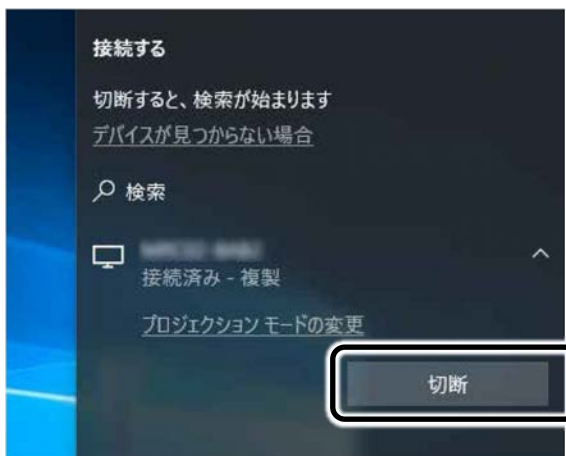 接続する
切断すると、検索が始まります
デバイスが見つからない場合
検索
接続済み - 複製
プロジェクション モードの変更
切断